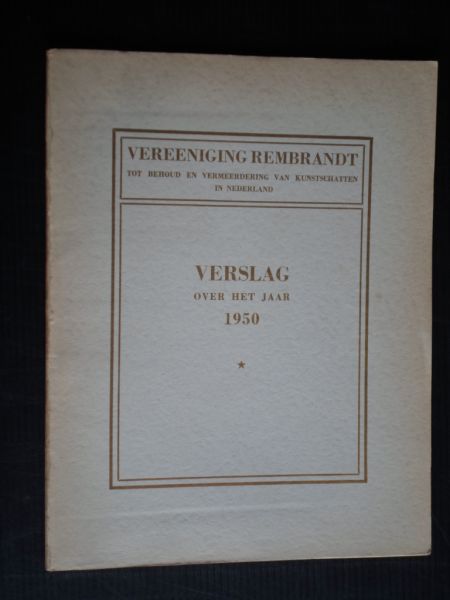 VEREENIGING REMBRANDT
TOT BEHOUD EN VERMEERDERING VAN KUNSTSCHATTEN
IN NEDERLAND
VERSLAG
OVER HET JAAR
1950